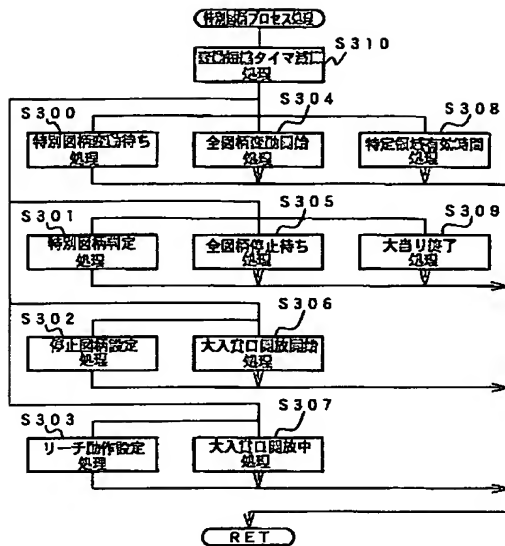 特別図柄プロセス処理
S310
変動短縮タイマ減算
処理
S300
S304
S308
特別図柄変動待ち
処理
全図柄変動開始
処理
特定領域有効時間
処理
S301
S305
S309
特別図柄判定
処理
全図柄停止待ち
処理
大当り終了
処理
S302
S306
停止図柄設定
処理
大入賞口開放開始
処理
S303
S307
リーチ動作設定
処理
大入賞口開放中
処理
RET